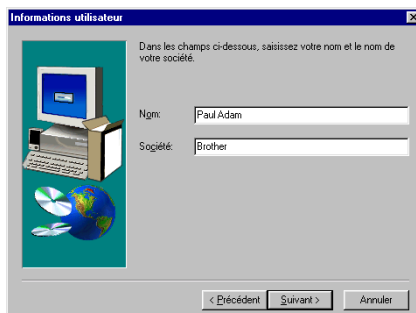 Informations utilisateur
Dans les champs ci-dessous, saisissez votre nom et le nom de
votre société.
Nom:
Paul Adam
Société:
Brother
< Précédent
Suivant >
Annuler